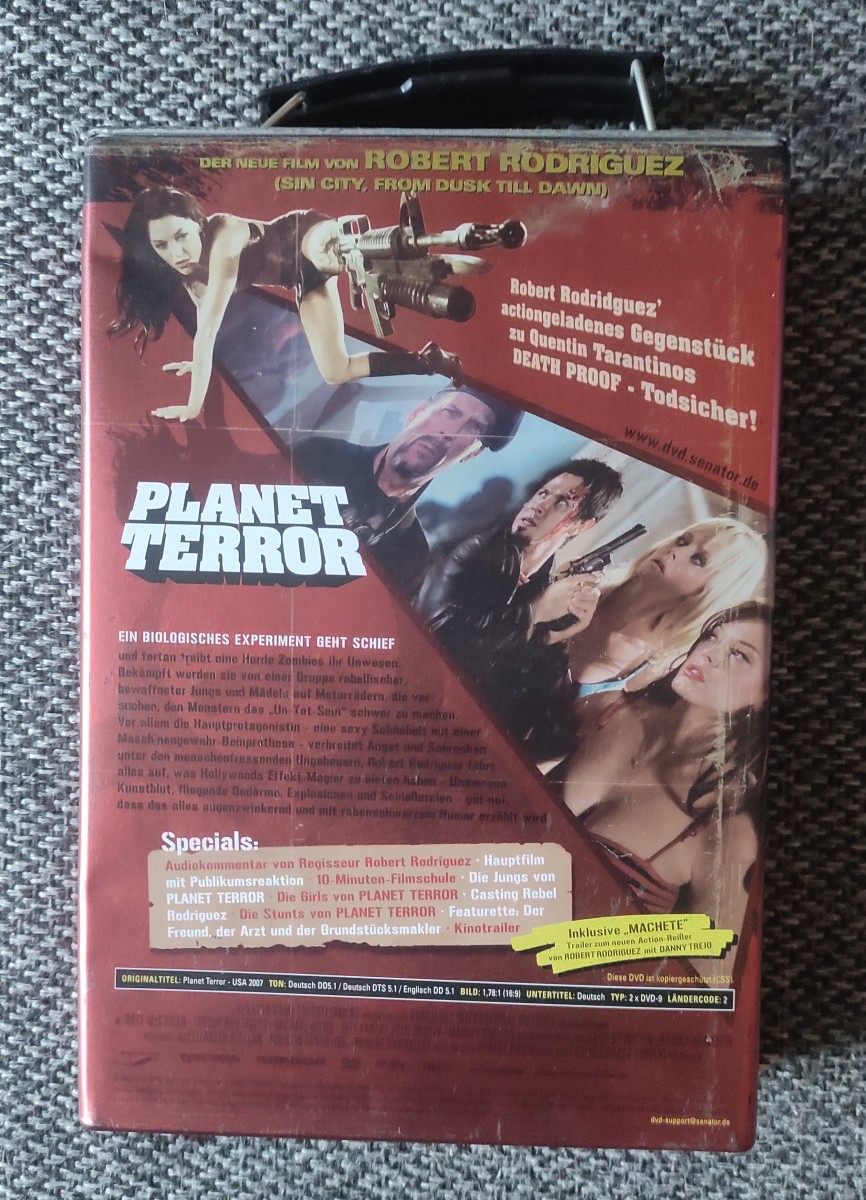 DER NEUE FILM VON ROBERT RODRIGUEZ
(SIN CITY, FROM DUSK TILL DAWN)
Robert Rodridguez'
actiongeladenes Gegenstück
zu Quentin Tarantinos
DEATH PROOF - Todsicher!
www.dvd.senator.de
PLANET
TERROR
EIN BIOLOGISCHES EXPERIMENT GEHT SCHIEF
und fortan treibt eine Horde Zombies ihr Unwesen.
Bekämpft werden sie von einer Gruppe rebellischer,
bewaffneter Jungs und Mädels auf Motorrädern, die ver-
suchen, den Monstern das „Un-Tot-Sein“ schwer zu machen.
Vor allem die Hauptprotagonistin - eine sexy Schönheit mit einer
Maschinengewehr-Beinprothese - verbreitet Angst und Schrecken
unter den menschenfressenden Ungeheuern. Robert Rodriguez fährt
alles auf, was Hollywoods Effekt-Magier zu bieten haben - Unmengen
Kunstblut, fliegende Gedärme, Explosionen und Schießereien - gut nur,
dass das alles augenzwinkernd und mit rabenschwarzem Humor erzählt wird
Specials:
Audiokommentar von Regisseur Robert Rodriguez · Hauptfilm
mit Publikumsreaktion · 10-Minuten-Filmschule · Die Jungs von
PLANET TERROR · Die Girls von PLANET TERROR · Casting Rebel
Rodriguez · Die Stunts von PLANET TERROR · Featurette: Der
Freund, der Arzt und der Grundstücksmakler · Kinotrailer
Inklusive „MACHETE“
Trailer zum neuen Action-Reißer
von ROBERT RODRIGUEZ mit DANNY TREJO
Diese DVD ist kopiergeschützt (CSS).
ORIGINALTITEL: Planet Terror - USA 2007 TON: Deutsch DD5.1 / Deutsch DTS 5.1 / Englisch DD 5.1 BILD: 1,78:1 (16:9) UNTERTITEL: Deutsch TYP: 2 x DVD-9 LÄNDERCODE: 2
dvd-support@senator.de